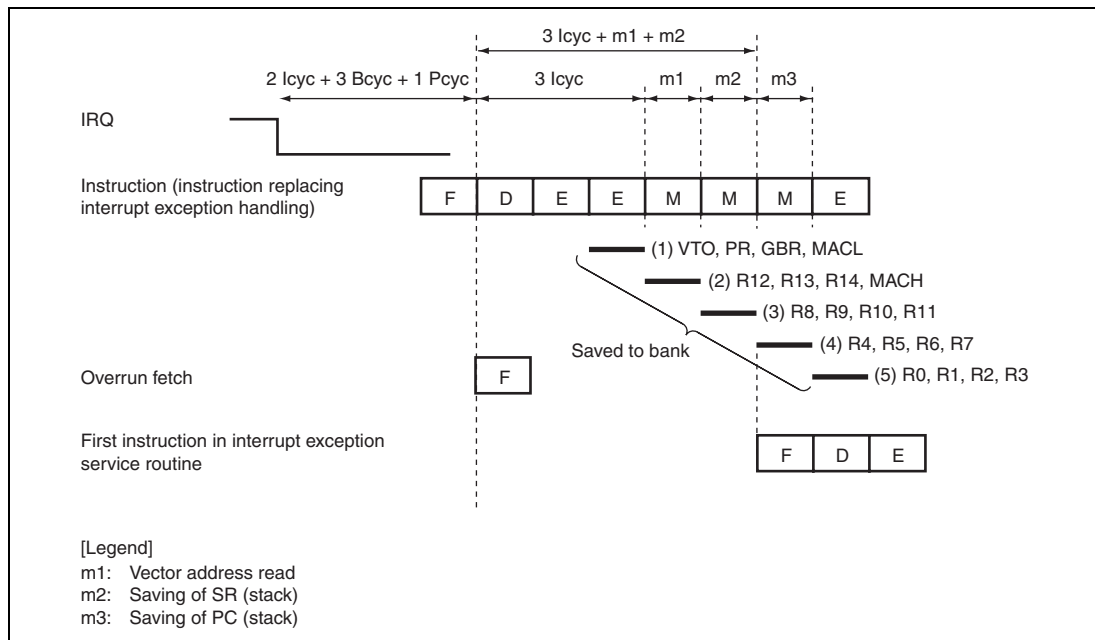 3 Icyc + m1 + m2
2 Icyc + 3 Bcyc + 1 Pcyc 3 Icyc m1 m2 m3
IRQ
Instruction (instruction replacing
interrupt exception handling)
F D E E M M M E
(1) VTO, PR, GBR, MACL
(2) R12, R13, R14, MACH
(3) R8, R9, R10, R11
Saved to bank
(4) R4, R5, R6, R7
(5) R0, R1, R2, R3
Overrun fetch
F
First instruction in interrupt exception
service routine
F D E
[Legend]
m1: Vector address read
m2: Saving of SR (stack)
m3: Saving of PC (stack)